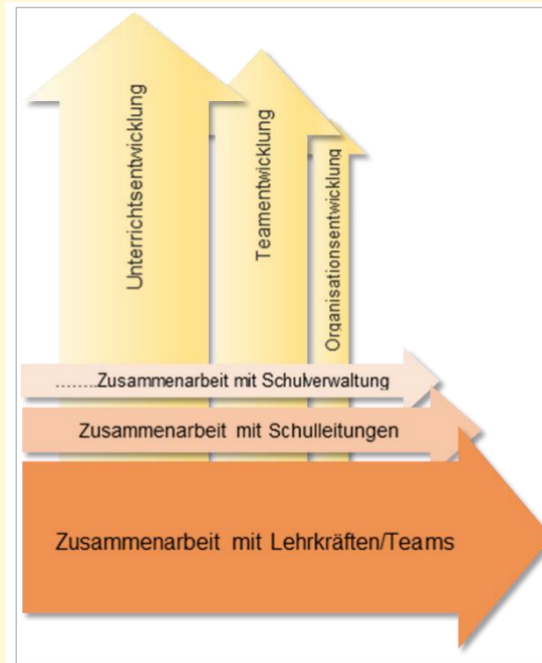 Unterrichtsentwicklung
Teamentwicklung
Organisationsentwicklung
........Zusammenarbeit mit Schulverwaltung
Zusammenarbeit mit Schulleitungen
Zusammenarbeit mit Lehrkräften/Teams